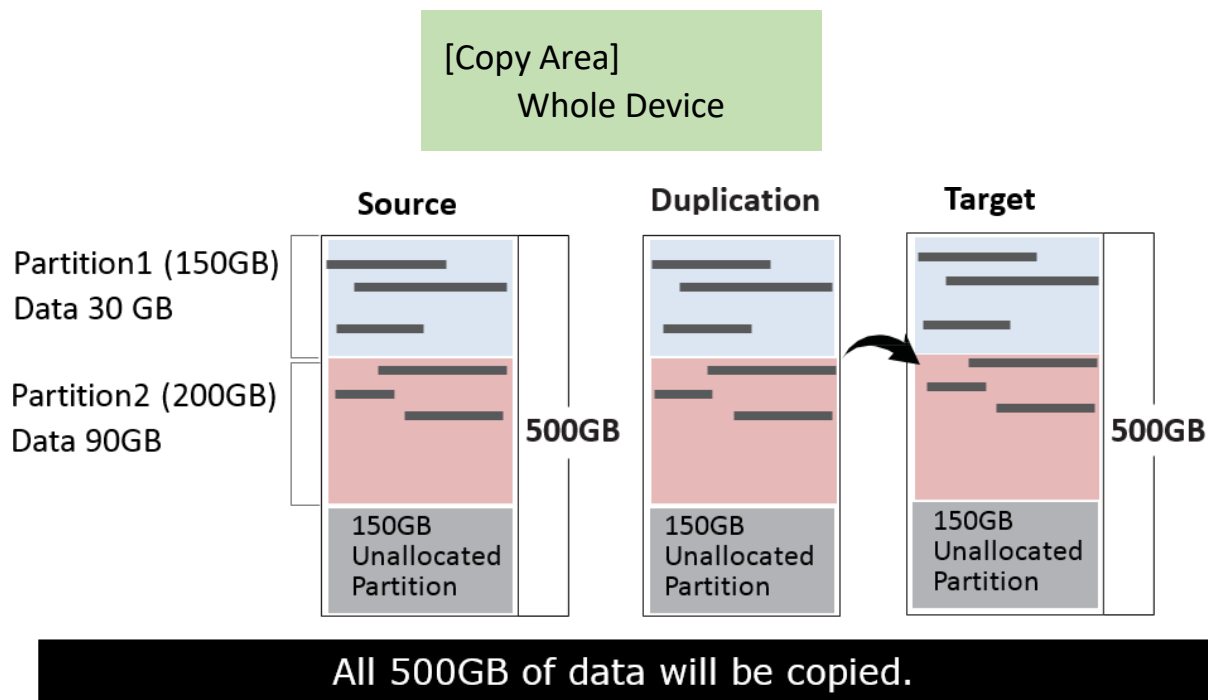 [Copy Area]
Whole Device
Source
Duplication
Target
Partition1 (150GB)
Data 30 GB
Partition2 (200GB)
Data 90GB
500GB
500GB
150GB
Unallocated
Partition
150GB
Unallocated
Partition
150GB
Unallocated
Partition
All 500GB of data will be copied.